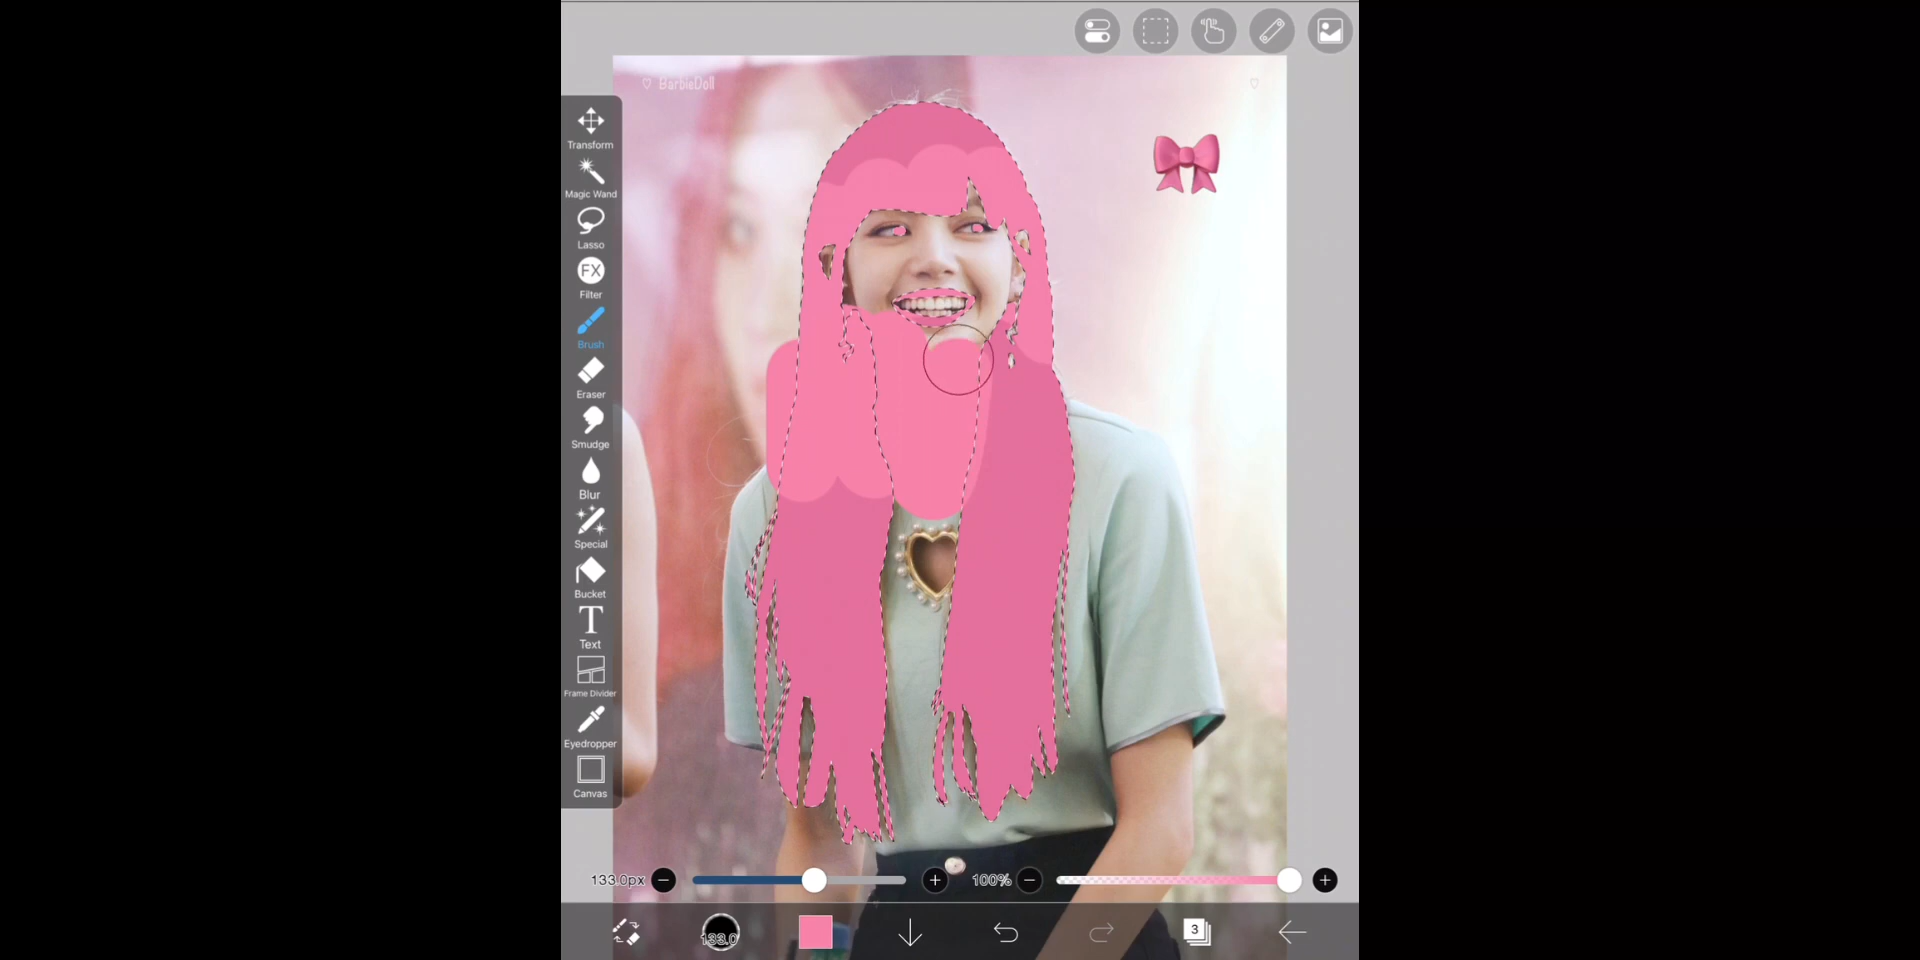 ♡ BarbieDoll
♡
Transform
Magic Wand
Lasso
FX
Filter
Brush
Eraser
Smudge
Blur
Special
Bucket
T
Text
Frame Divider
Eyedropper
Canvas
133.0px
100%
133.0
3